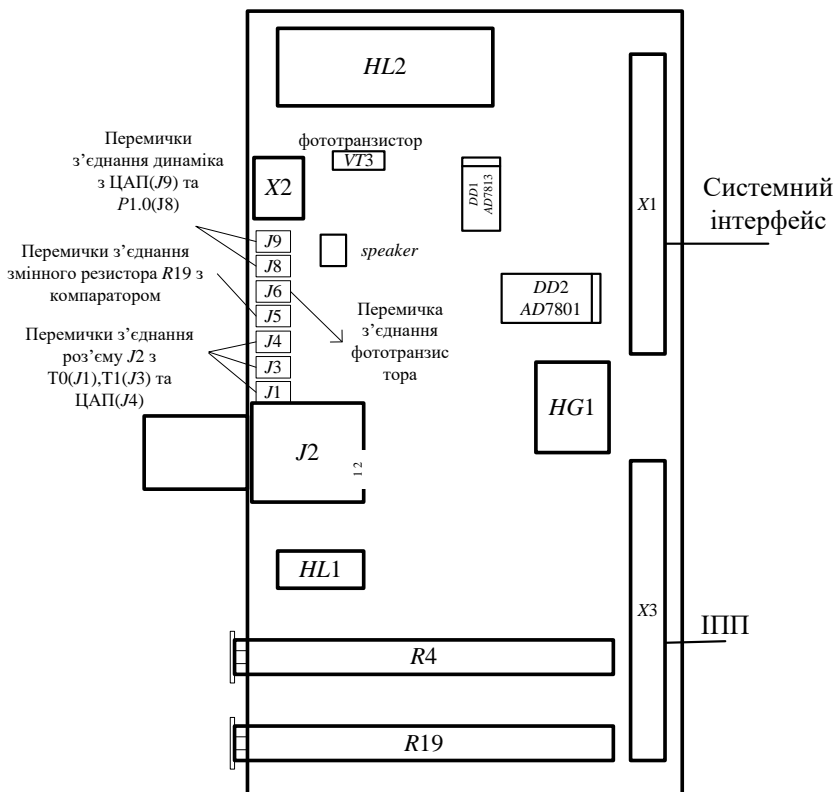 HL2
Перемички
з’єднання динаміка
з ЦАП(J9) та
P1.0(J8)
фототранзистор
VT3
X2
DD1
AD7813
X1
Системний
інтерфейс
J9
J8
J6
J5
J4
J3
J1
speaker
Перемички з’єднання
змінного резистора R19 з
компаратором
DD2
AD7801
Перемичка
з’єднання
фототранзис
тора
Перемички з’єднання
роз’єму J2 з
T0(J1),T1(J3) та
ЦАП(J4)
HG1
J2
1 2
HL1
X3
ІПП
R4
R19